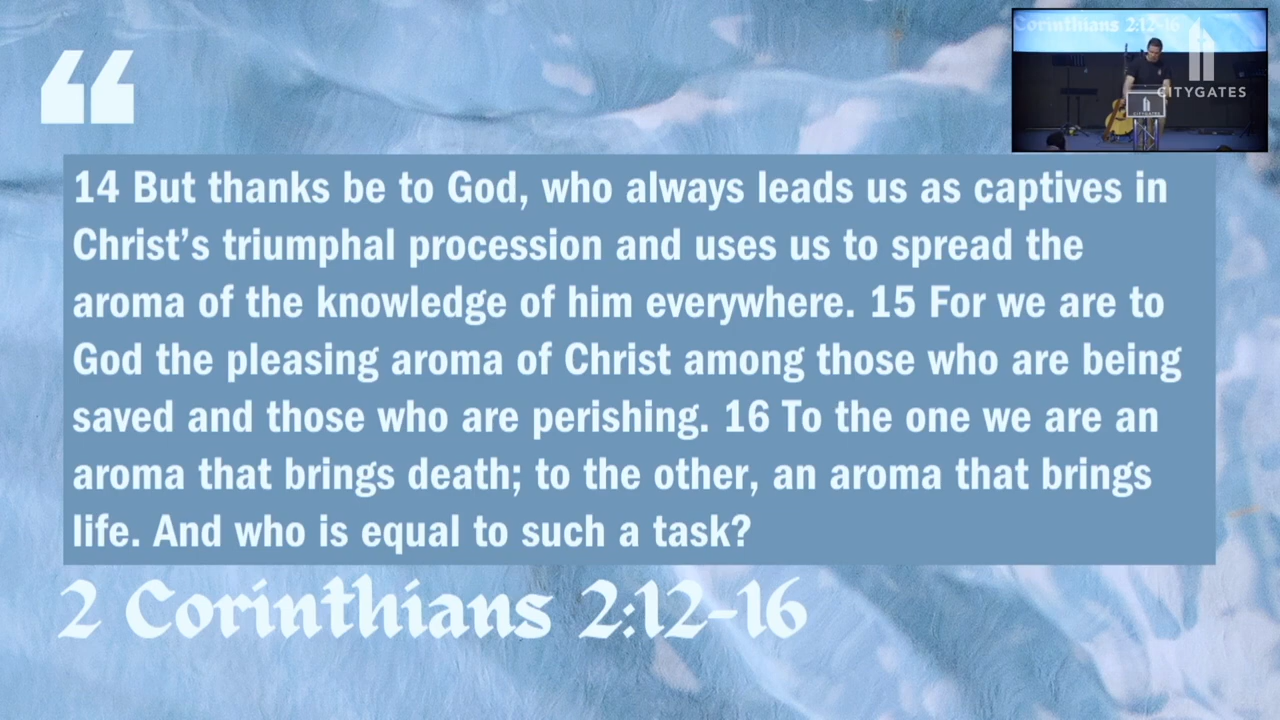 Corinthians 2:12-16
CITYGATES
CITYGATES
“
14 But thanks be to God, who always leads us as captives in
Christ’s triumphal procession and uses us to spread the
aroma of the knowledge of him everywhere. 15 For we are to
God the pleasing aroma of Christ among those who are being
saved and those who are perishing. 16 To the one we are an
aroma that brings death; to the other, an aroma that brings
life. And who is equal to such a task?
2 Corinthians 2:12-16